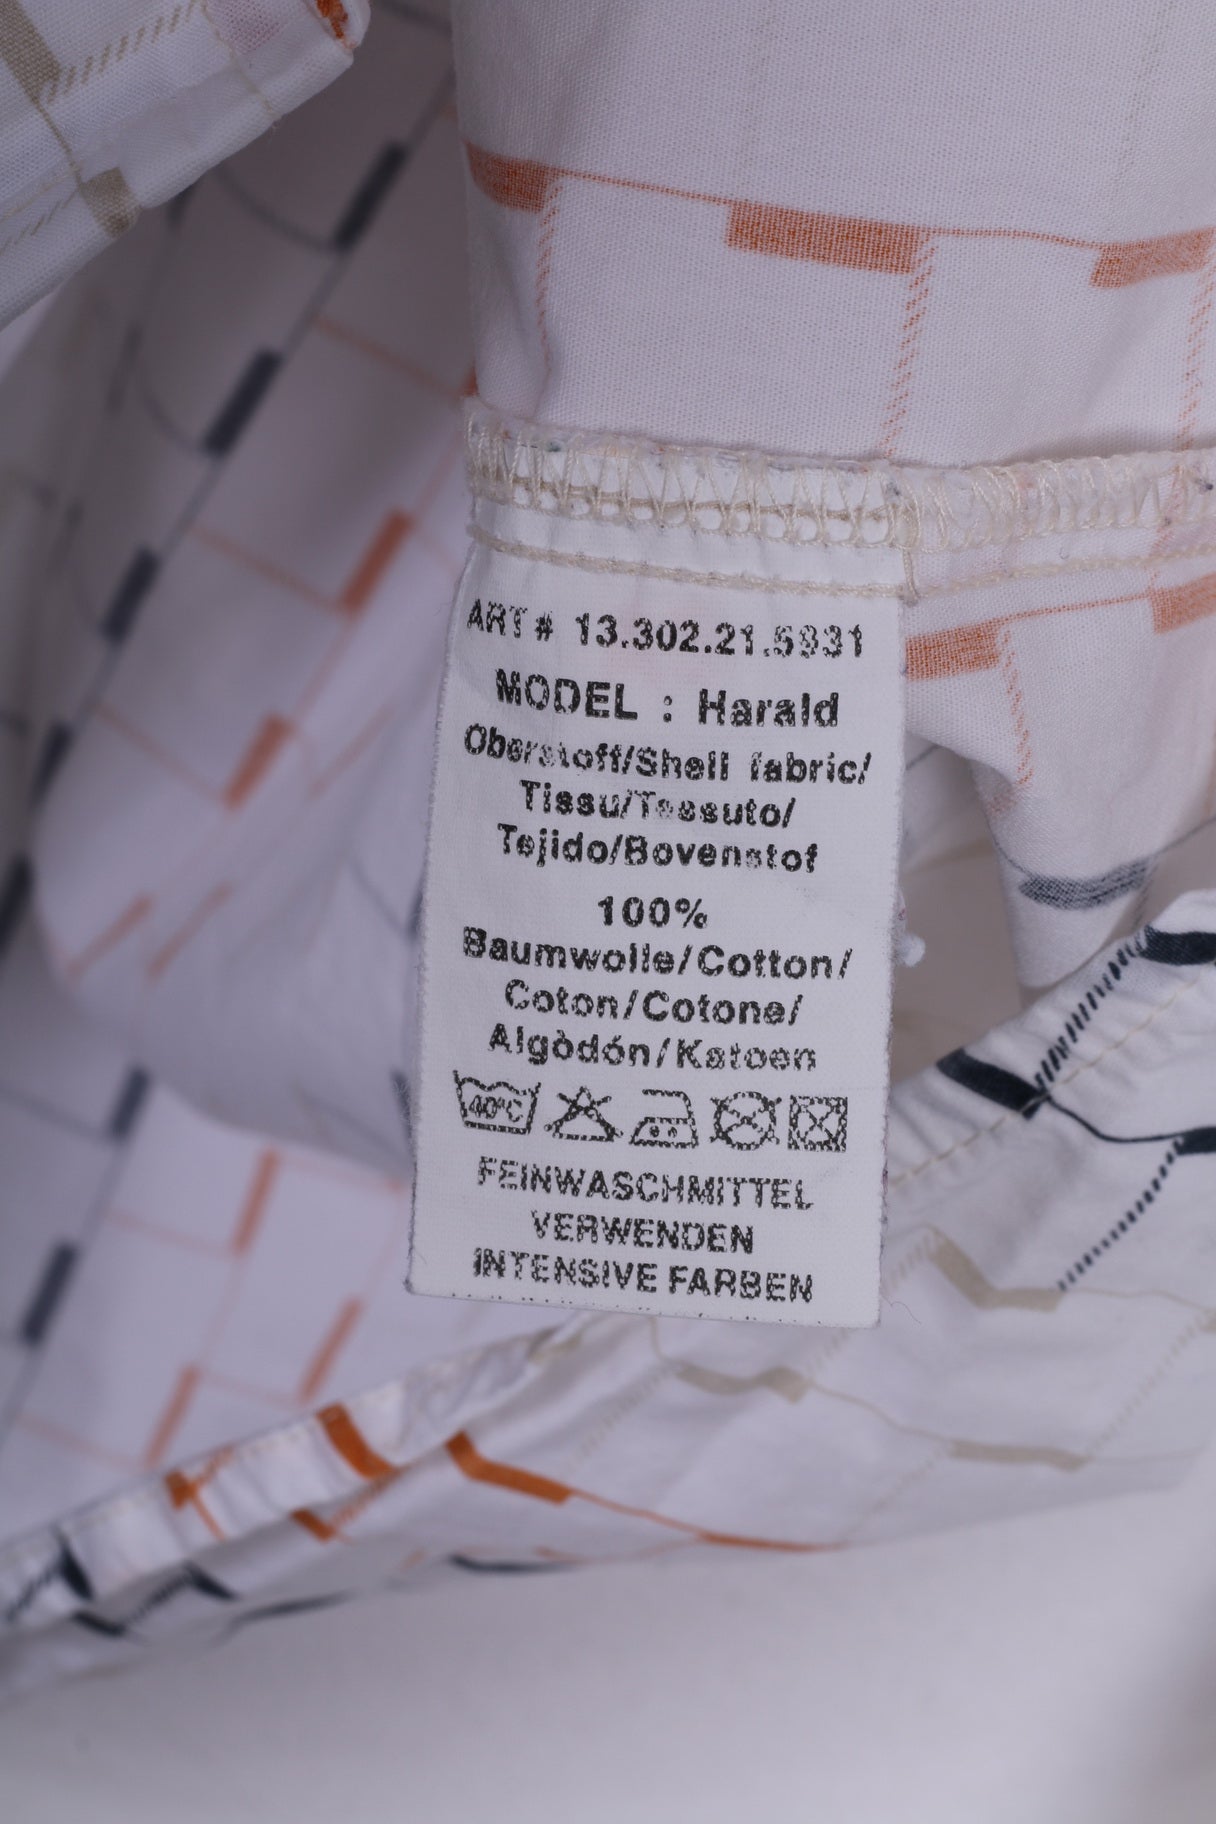 ART # 13.302.21.5931
MODEL : Harald
Oberstoff/Shell fabric/
Tissu/Tessuto/
Tejido/Bovenstof
100%
Baumwolle/Cotton/
Coton/Cotone/
Algòdón/Katoen
40°C
FEINWASCHMITTEL
VERWENDEN
INTENSIVE FARBEN